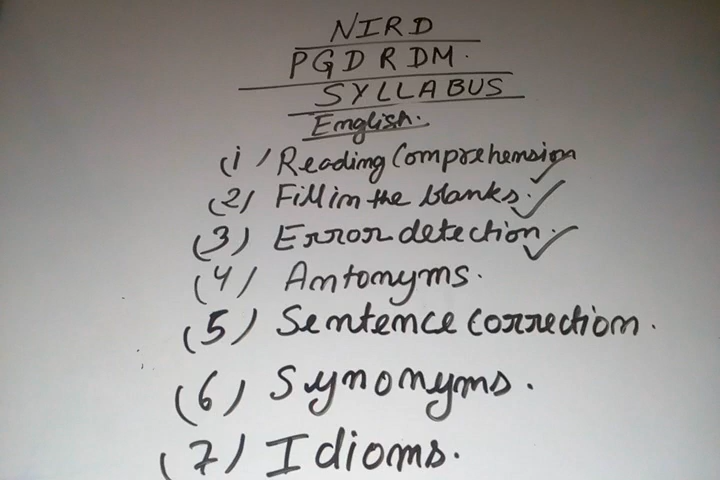 NIRD
PGDRDM.
SYLLABUS
English.
(1) Reading Comprehension
(2) Fill in the blanks.
(3) Error detection.
(4) Antonyms.
(5) Sentence correction.
(6) Synonyms.
(7) Idioms.